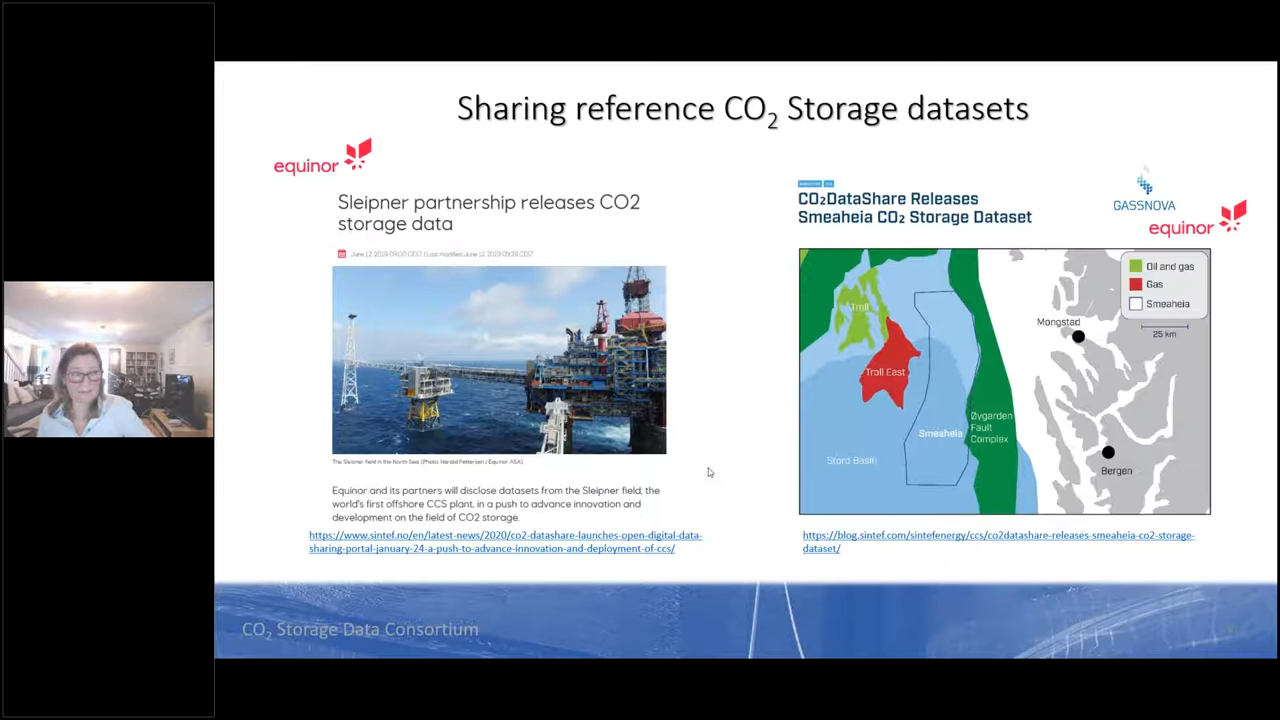 Sharing reference CO₂ Storage datasets
equinor
Sleipner partnership releases CO2
storage data
June 12, 2019 09:00 CEST | Last modified June 12, 2019 09:29 CEST
The Sleipner field in the North Sea (Photo: Harald Pettersen / Equinor ASA)
Equinor and its partners will disclose datasets from the Sleipner field, the
world's first offshore CCS plant, in a push to advance innovation and
development on the field of CO2 storage.
https://www.sintef.no/en/latest-news/2020/co2-datashare-launches-open-digital-data-
sharing-portal-january-24-a-push-to-advance-innovation-and-deployment-of-ccs/
CO₂DataShare Releases
Smeaheia CO₂ Storage Dataset
GASSNOVA
equinor
Oil and gas
Gas
Smeaheia
25 km
Troll
Troll East
Mongstad
Øygarden
Fault
Complex
Smeaheia
Stord Basin
Bergen
https://blog.sintef.com/sintefenergy/ccs/co2datashare-releases-smeaheia-co2-storage-
dataset/
CO₂ Storage Data Consortium